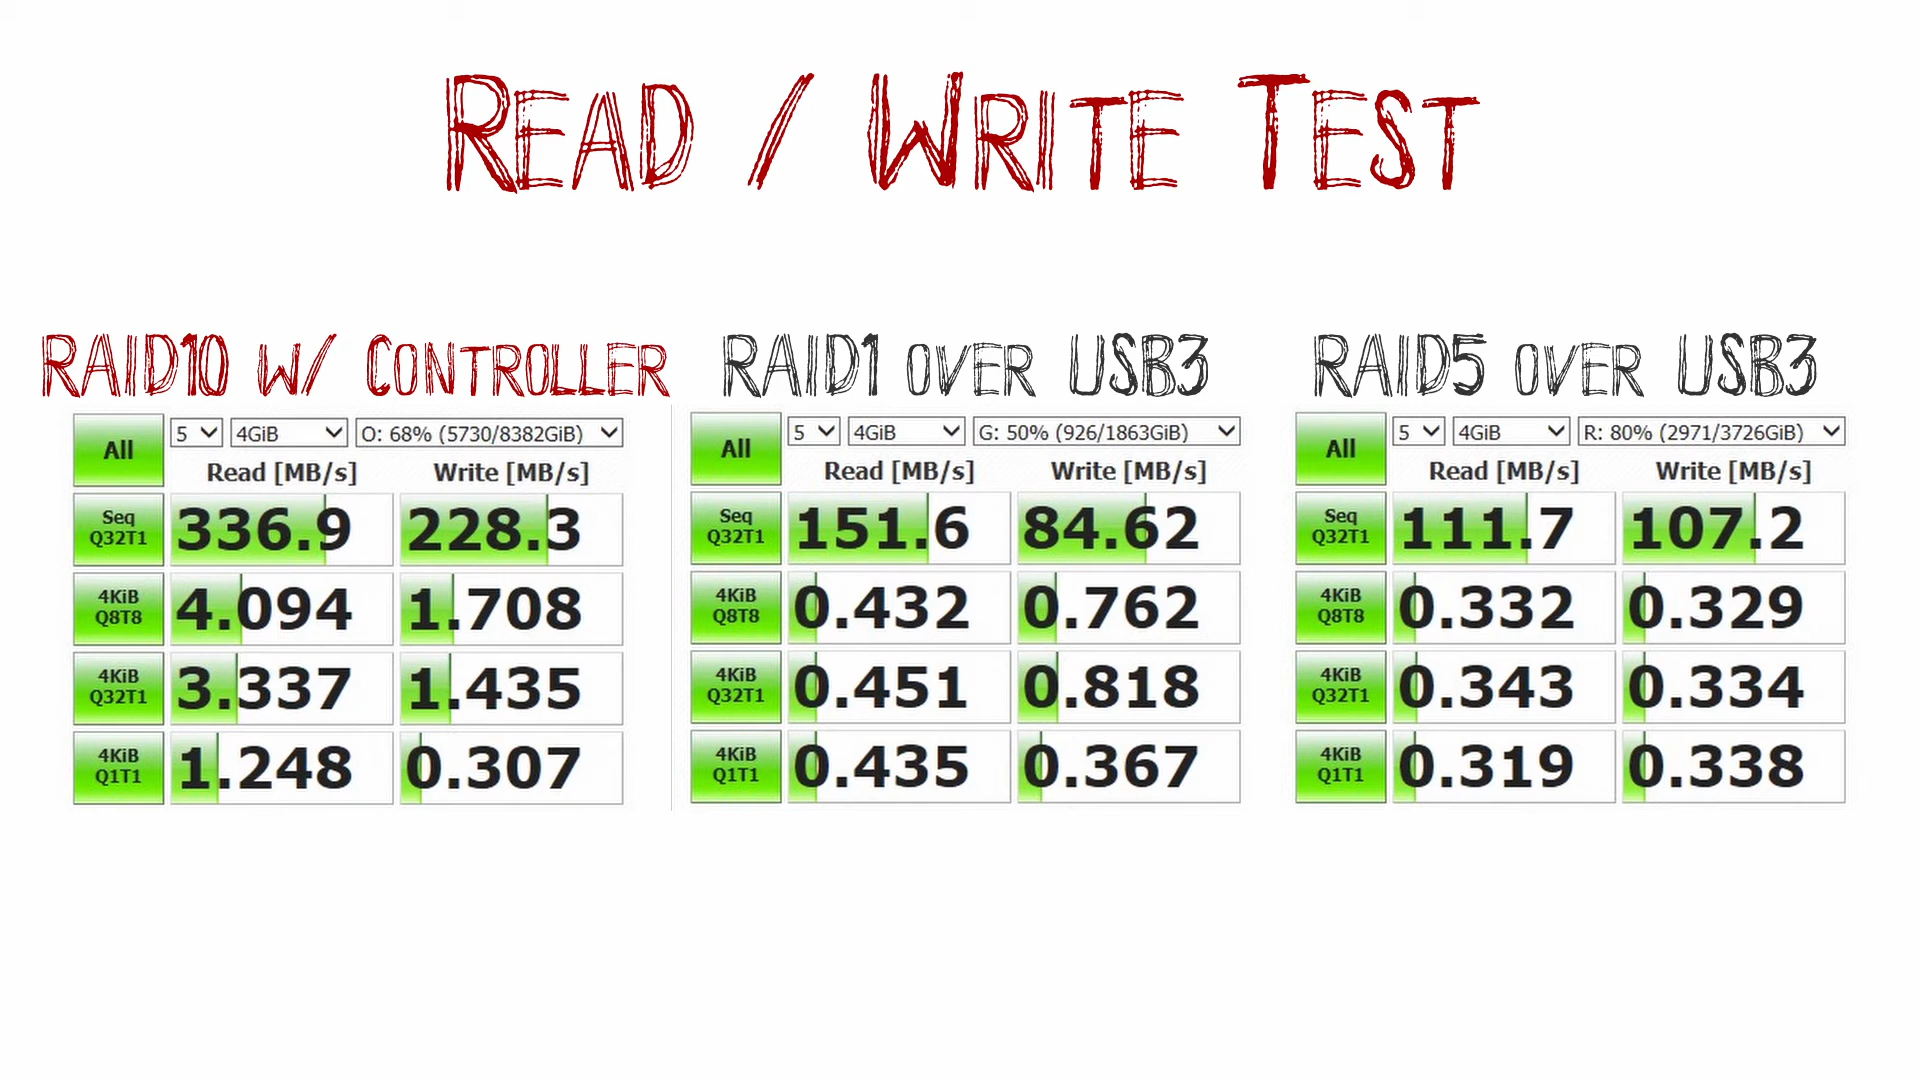 Read / Write Test
RAID10 w/ Controller
All
5
4GiB
O: 68% (5730/8382GiB)
Read [MB/s]
Write [MB/s]
Seq
Q32T1
336.9
228.3
4KiB
Q8T8
4.094
1.708
4KiB
Q32T1
3.337
1.435
4KiB
Q1T1
1.248
0.307
RAID1 over USB3
All
5
4GiB
G: 50% (926/1863GiB)
Read [MB/s]
Write [MB/s]
Seq
Q32T1
151.6
84.62
4KiB
Q8T8
0.432
0.762
4KiB
Q32T1
0.451
0.818
4KiB
Q1T1
0.435
0.367
RAID5 over USB3
All
5
4GiB
R: 80% (2971/3726GiB)
Read [MB/s]
Write [MB/s]
Seq
Q32T1
111.7
107.2
4KiB
Q8T8
0.332
0.329
4KiB
Q32T1
0.343
0.334
4KiB
Q1T1
0.319
0.338